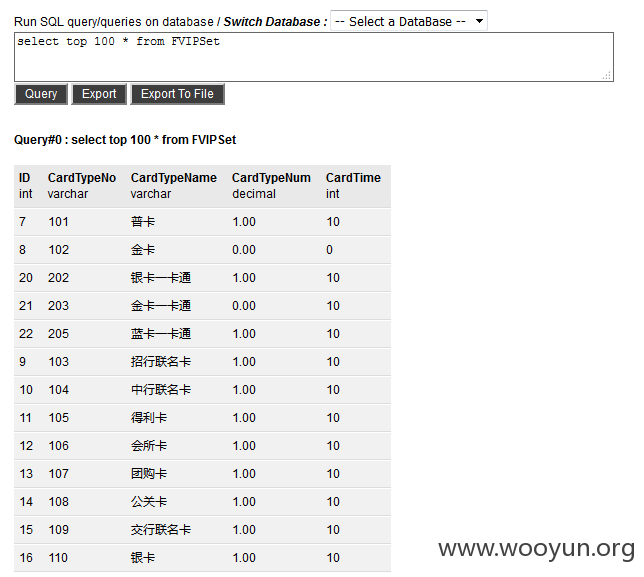 Run SQL query/queries on database / Switch Database : -- Select a DataBase --
select top 100 * from FVIPSet
Query Export Export To File
Query#0 : select top 100 * from FVIPSet
ID CardTypeNo CardTypeName CardTypeNum CardTime
int varchar varchar decimal int
7 101 普卡 1.00 10
8 102 金卡 0.00 0
20 202 银卡一卡通 1.00 10
21 203 金卡一卡通 0.00 10
22 205 蓝卡一卡通 1.00 10
9 103 招行联名卡 1.00 10
10 104 中行联名卡 1.00 10
11 105 得利卡 1.00 10
12 106 会所卡 1.00 10
13 107 团购卡 1.00 10
14 108 公关卡 1.00 10
15 109 交行联名卡 1.00 10
16 110 银卡 1.00 10
www.wooyun.org